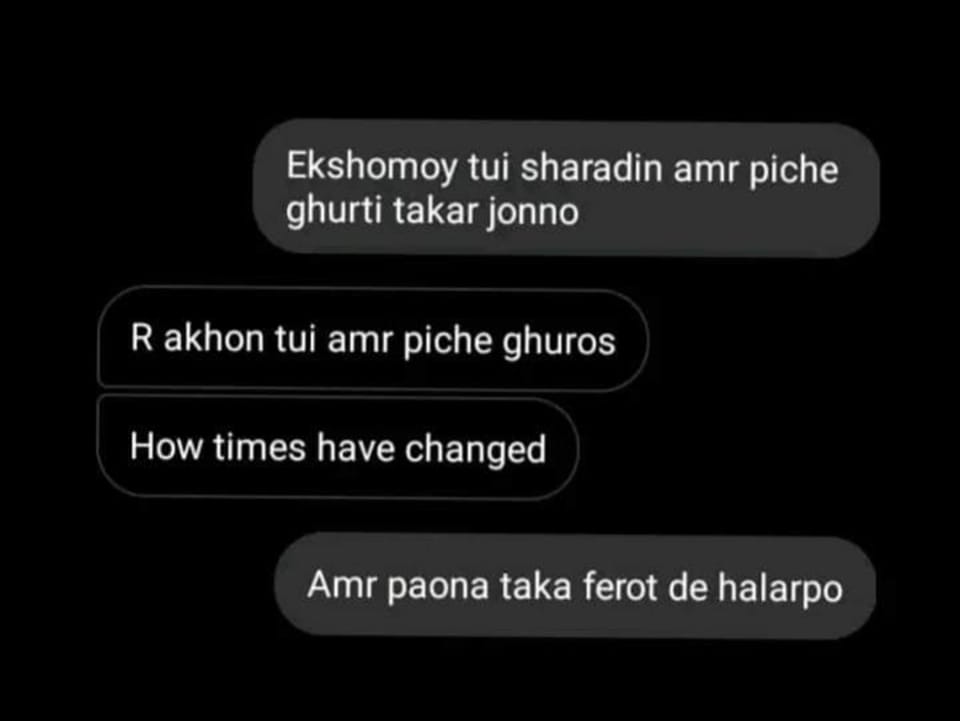 Ekshomoy tui sharadin amr piche
ghurti takar jonno
R akhon tui amr piche ghuros
How times have changed
Amr paona taka ferot de halarpo